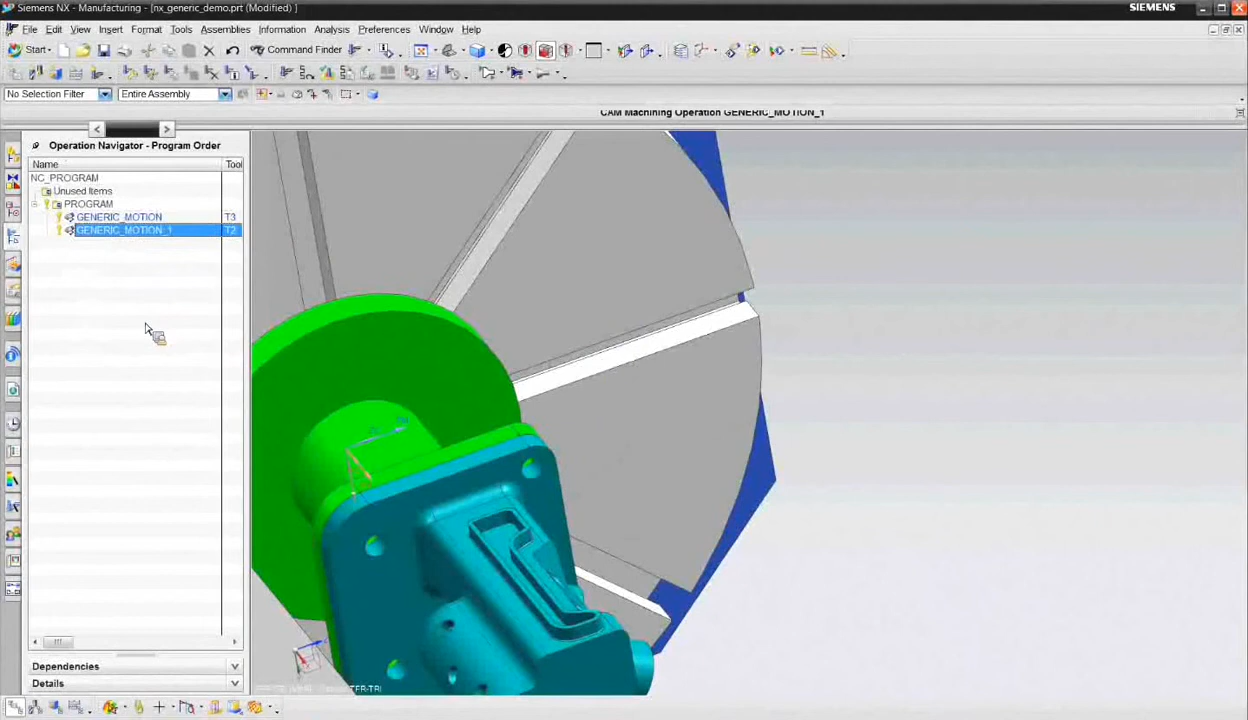 Siemens NX - Manufacturing - [nx_generic_demo.prt (Modified) ]
SIEMENS
File Edit View Insert Format Tools Assemblies Information Analysis Preferences Window Help
Start
Command Finder
No Selection Filter
Entire Assembly
CAM Machining Operation GENERIC_MOTION_1
Operation Navigator - Program Order
Name
Tool
NC_PROGRAM
Unused Items
PROGRAM
GENERIC_MOTION
T3
GENERIC_MOTION_1
T2
Dependencies
Details